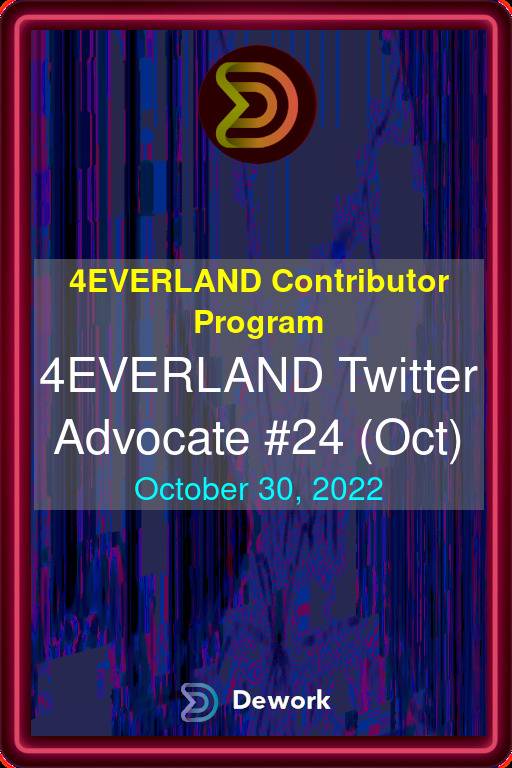 4EVERLAND Contributor
Program
4EVERLAND Twitter
Advocate #24 (Oct)
October 30, 2022
Dework